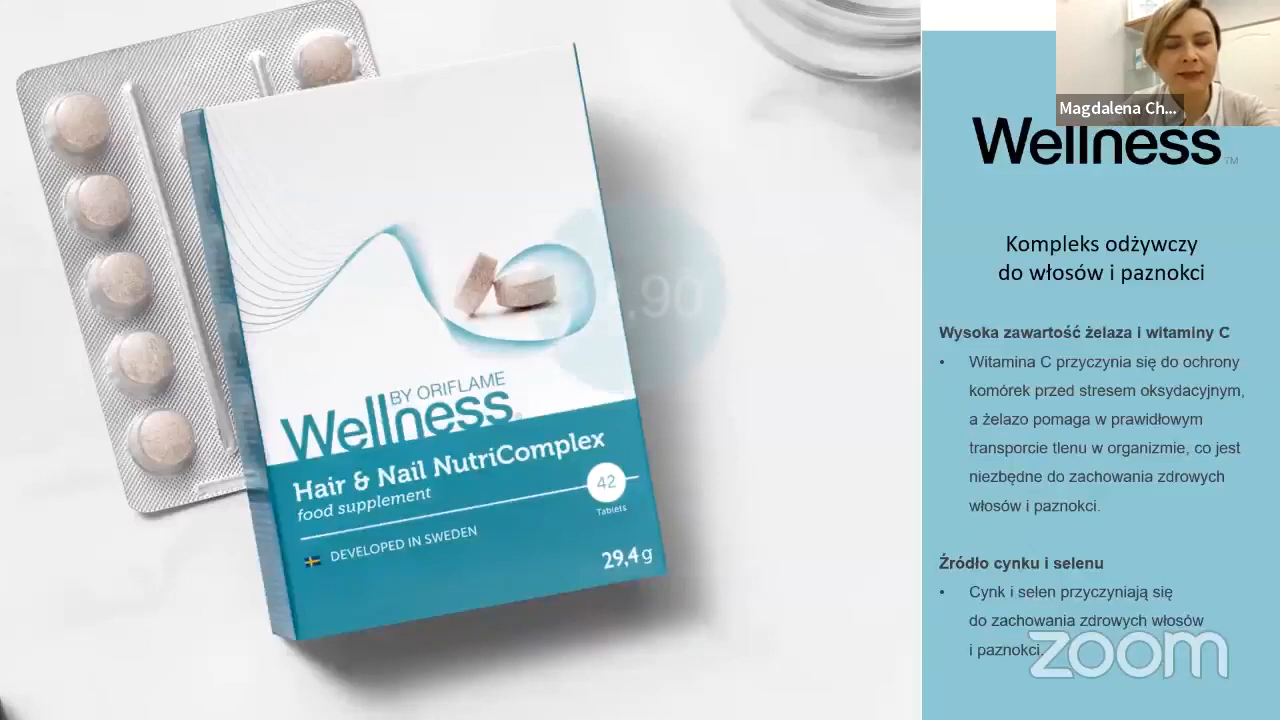 BY ORIFLAME
Wellness
Hair & Nail NutriComplex
food supplement
42
Tablets
DEVELOPED IN SWEDEN
29,4 g
Magdalena Ch...
Wellness™
Kompleks odżywczy
do włosów i paznokci
Wysoka zawartość żelaza i witaminy C
• Witamina C przyczynia się do ochrony
komórek przed stresem oksydacyjnym,
a żelazo pomaga w prawidłowym
transporcie tlenu w organizmie, co jest
niezbędne do zachowania zdrowych
włosów i paznokci.
Źródło cynku i selenu
• Cynk i selen przyczyniają się
do zachowania zdrowych włosów
i paznokci.
zoom